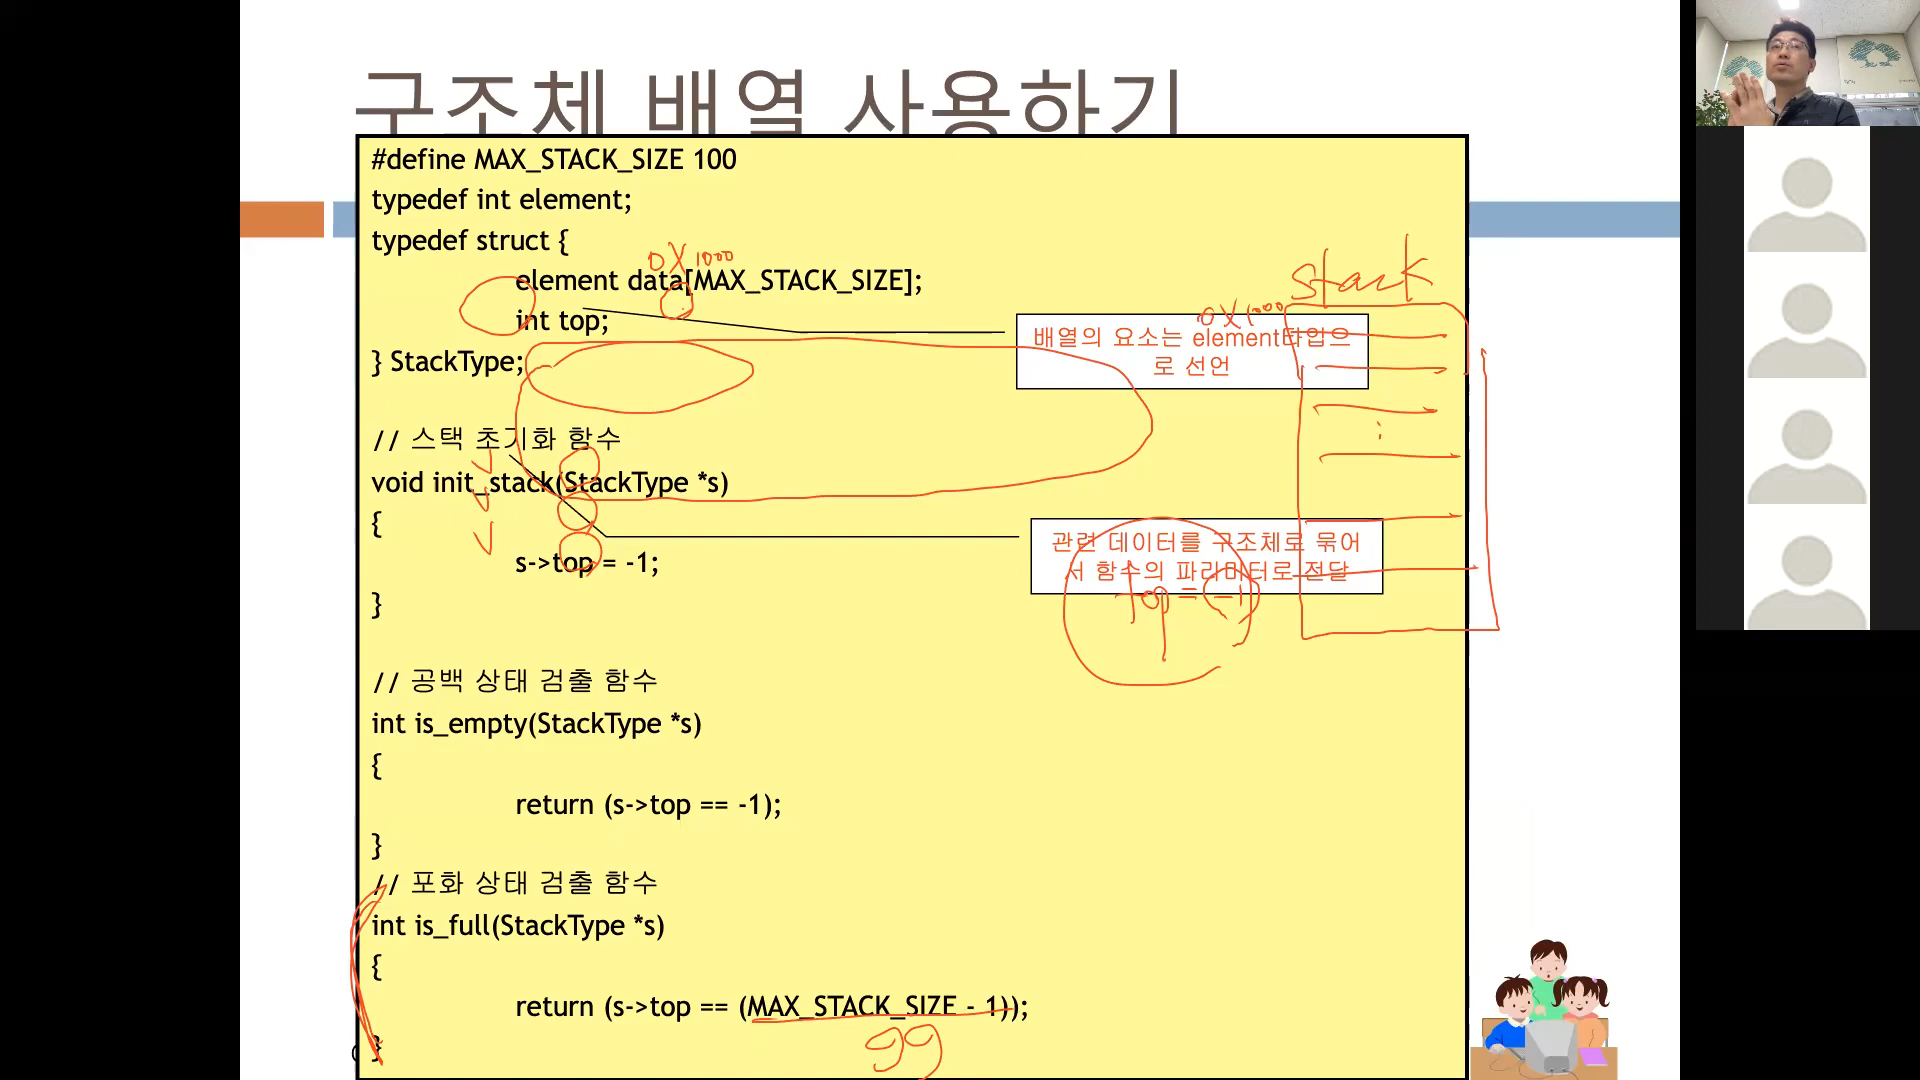 구조체 배열 사용하기
#define MAX_STACK_SIZE 100
typedef int element;
typedef struct {
0X1000
element data[MAX_STACK_SIZE];
int top;
} StackType;
stack
0X1000
배열의 요소는 element타입으
로 선언
// 스택 초기화 함수
void init_stack(StackType *s)
{
s->top = -1;
}
관련 데이터를 구조체로 묶어
서 함수의 파라미터로 전달
top = -1
// 공백 상태 검출 함수
int is_empty(StackType *s)
{
return (s->top == -1);
}
// 포화 상태 검출 함수
int is_full(StackType *s)
{
return (s->top == (MAX_STACK_SIZE - 1));
}
99